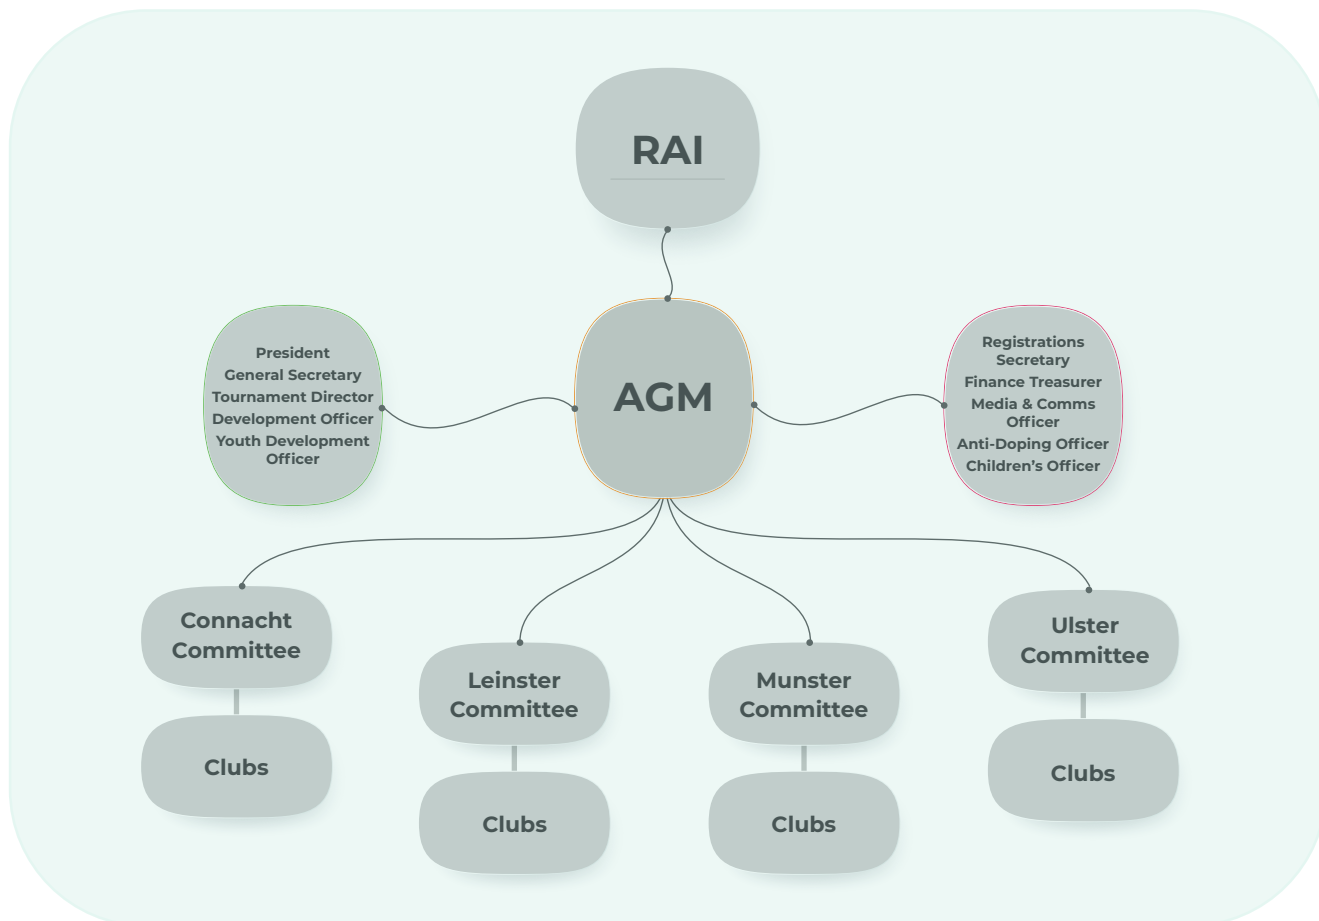 RAI
AGM
President
General Secretary
Tournament Director
Development Officer
Youth Development
Officer
Registrations
Secretary
Finance Treasurer
Media & Comms
Officer
Anti-Doping Officer
Children’s Officer
Connacht
Committee
Clubs
Leinster
Committee
Clubs
Munster
Committee
Clubs
Ulster
Committee
Clubs